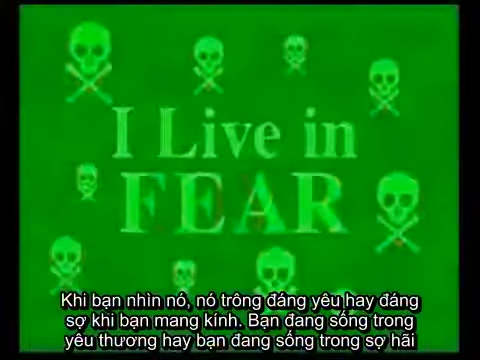 I Live in
FEAR
Khi bạn nhìn nó, nó trông đáng yêu hay đáng
sợ khi bạn mang kính. Bạn đang sống trong
yêu thương hay bạn đang sống trong sợ hãi